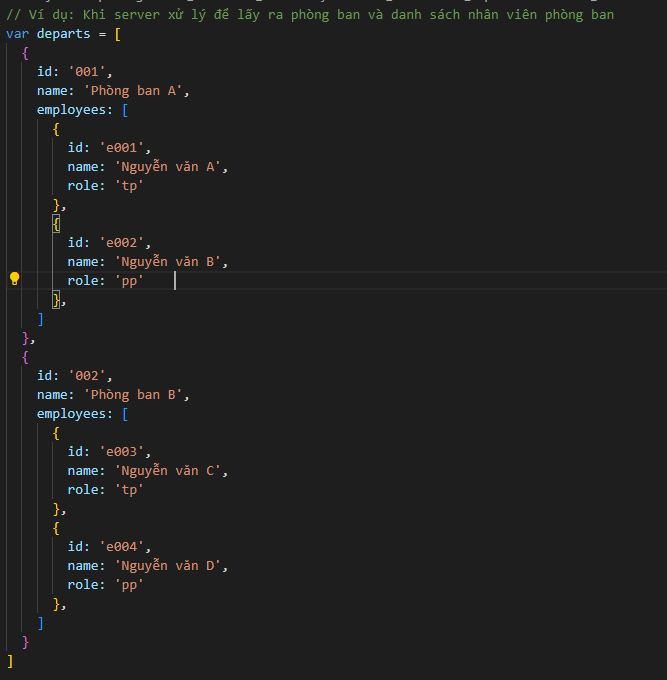 // Ví dụ: Khi server xử lý để lấy ra phòng ban và danh sách nhân viên phòng ban
var departs = [
  {
    id: '001',
    name: 'Phòng ban A',
    employees: [
      {
        id: 'e001',
        name: 'Nguyễn văn A',
        role: 'tp'
      },
      {
        id: 'e002',
        name: 'Nguyễn văn B',
        role: 'pp'
      },
    ]
  },
  {
    id: '002',
    name: 'Phòng ban B',
    employees: [
      {
        id: 'e003',
        name: 'Nguyễn văn C',
        role: 'tp'
      },
      {
        id: 'e004',
        name: 'Nguyễn văn D',
        role: 'pp'
      },
    ]
  }
]